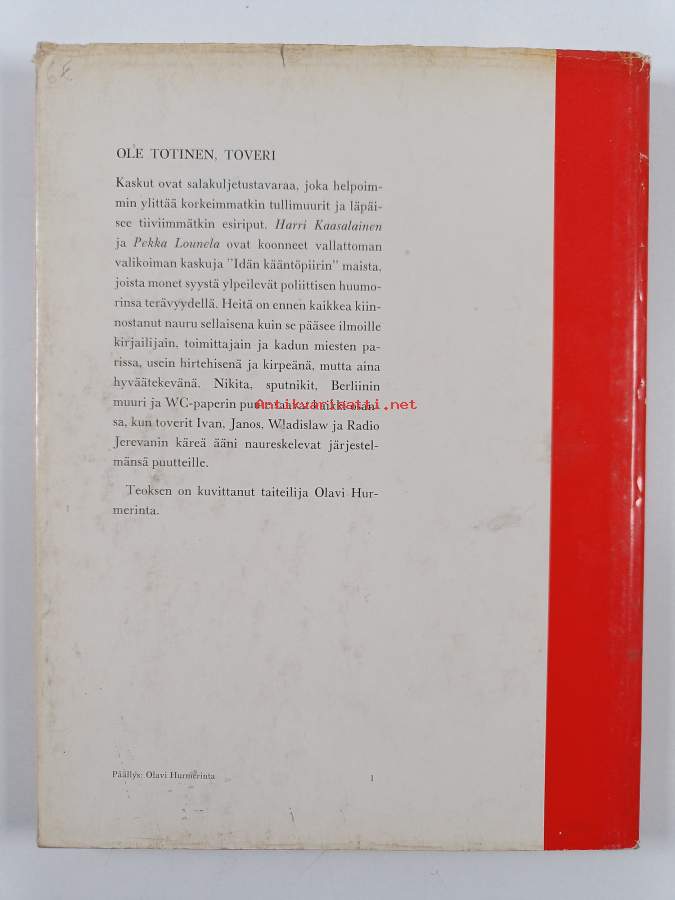 6€
OLE TOTINEN, TOVERI
Kaskut ovat salakuljetustavaraa, joka helpoim-
min ylittää korkeimmatkin tullimuurit ja läpäi-
see tiiviimmätkin esiriput. Harri Kaasalainen
ja Pekka Lounela ovat koonneet vallattoman
valikoiman kaskuja "Idän kääntöpiirin" maista,
joista monet syystä ylpeilevät poliittisen huumo-
rinsa terävyydellä. Heitä on ennen kaikkea kiin-
nostanut nauru sellaisena kuin se pääsee ilmoille
kirjailijain, toimittajain ja kadun miesten pa-
rissa, usein hirtehisenä ja kirpeänä, mutta aina
hyväätekevänä. Nikita, sputnikit, Berliinin
muuri ja WC-paperin
Antikvariaatti.net
sa, kun toverit Ivan, Janos, Wladislaw ja Radio
Jerevanin käreä ääni naureskelevat järjestel-
mänsä puutteille.
Teoksen on kuvittanut taiteilija Olavi Hur-
merinta.
Päällys: Olavi Hurmerinta
1